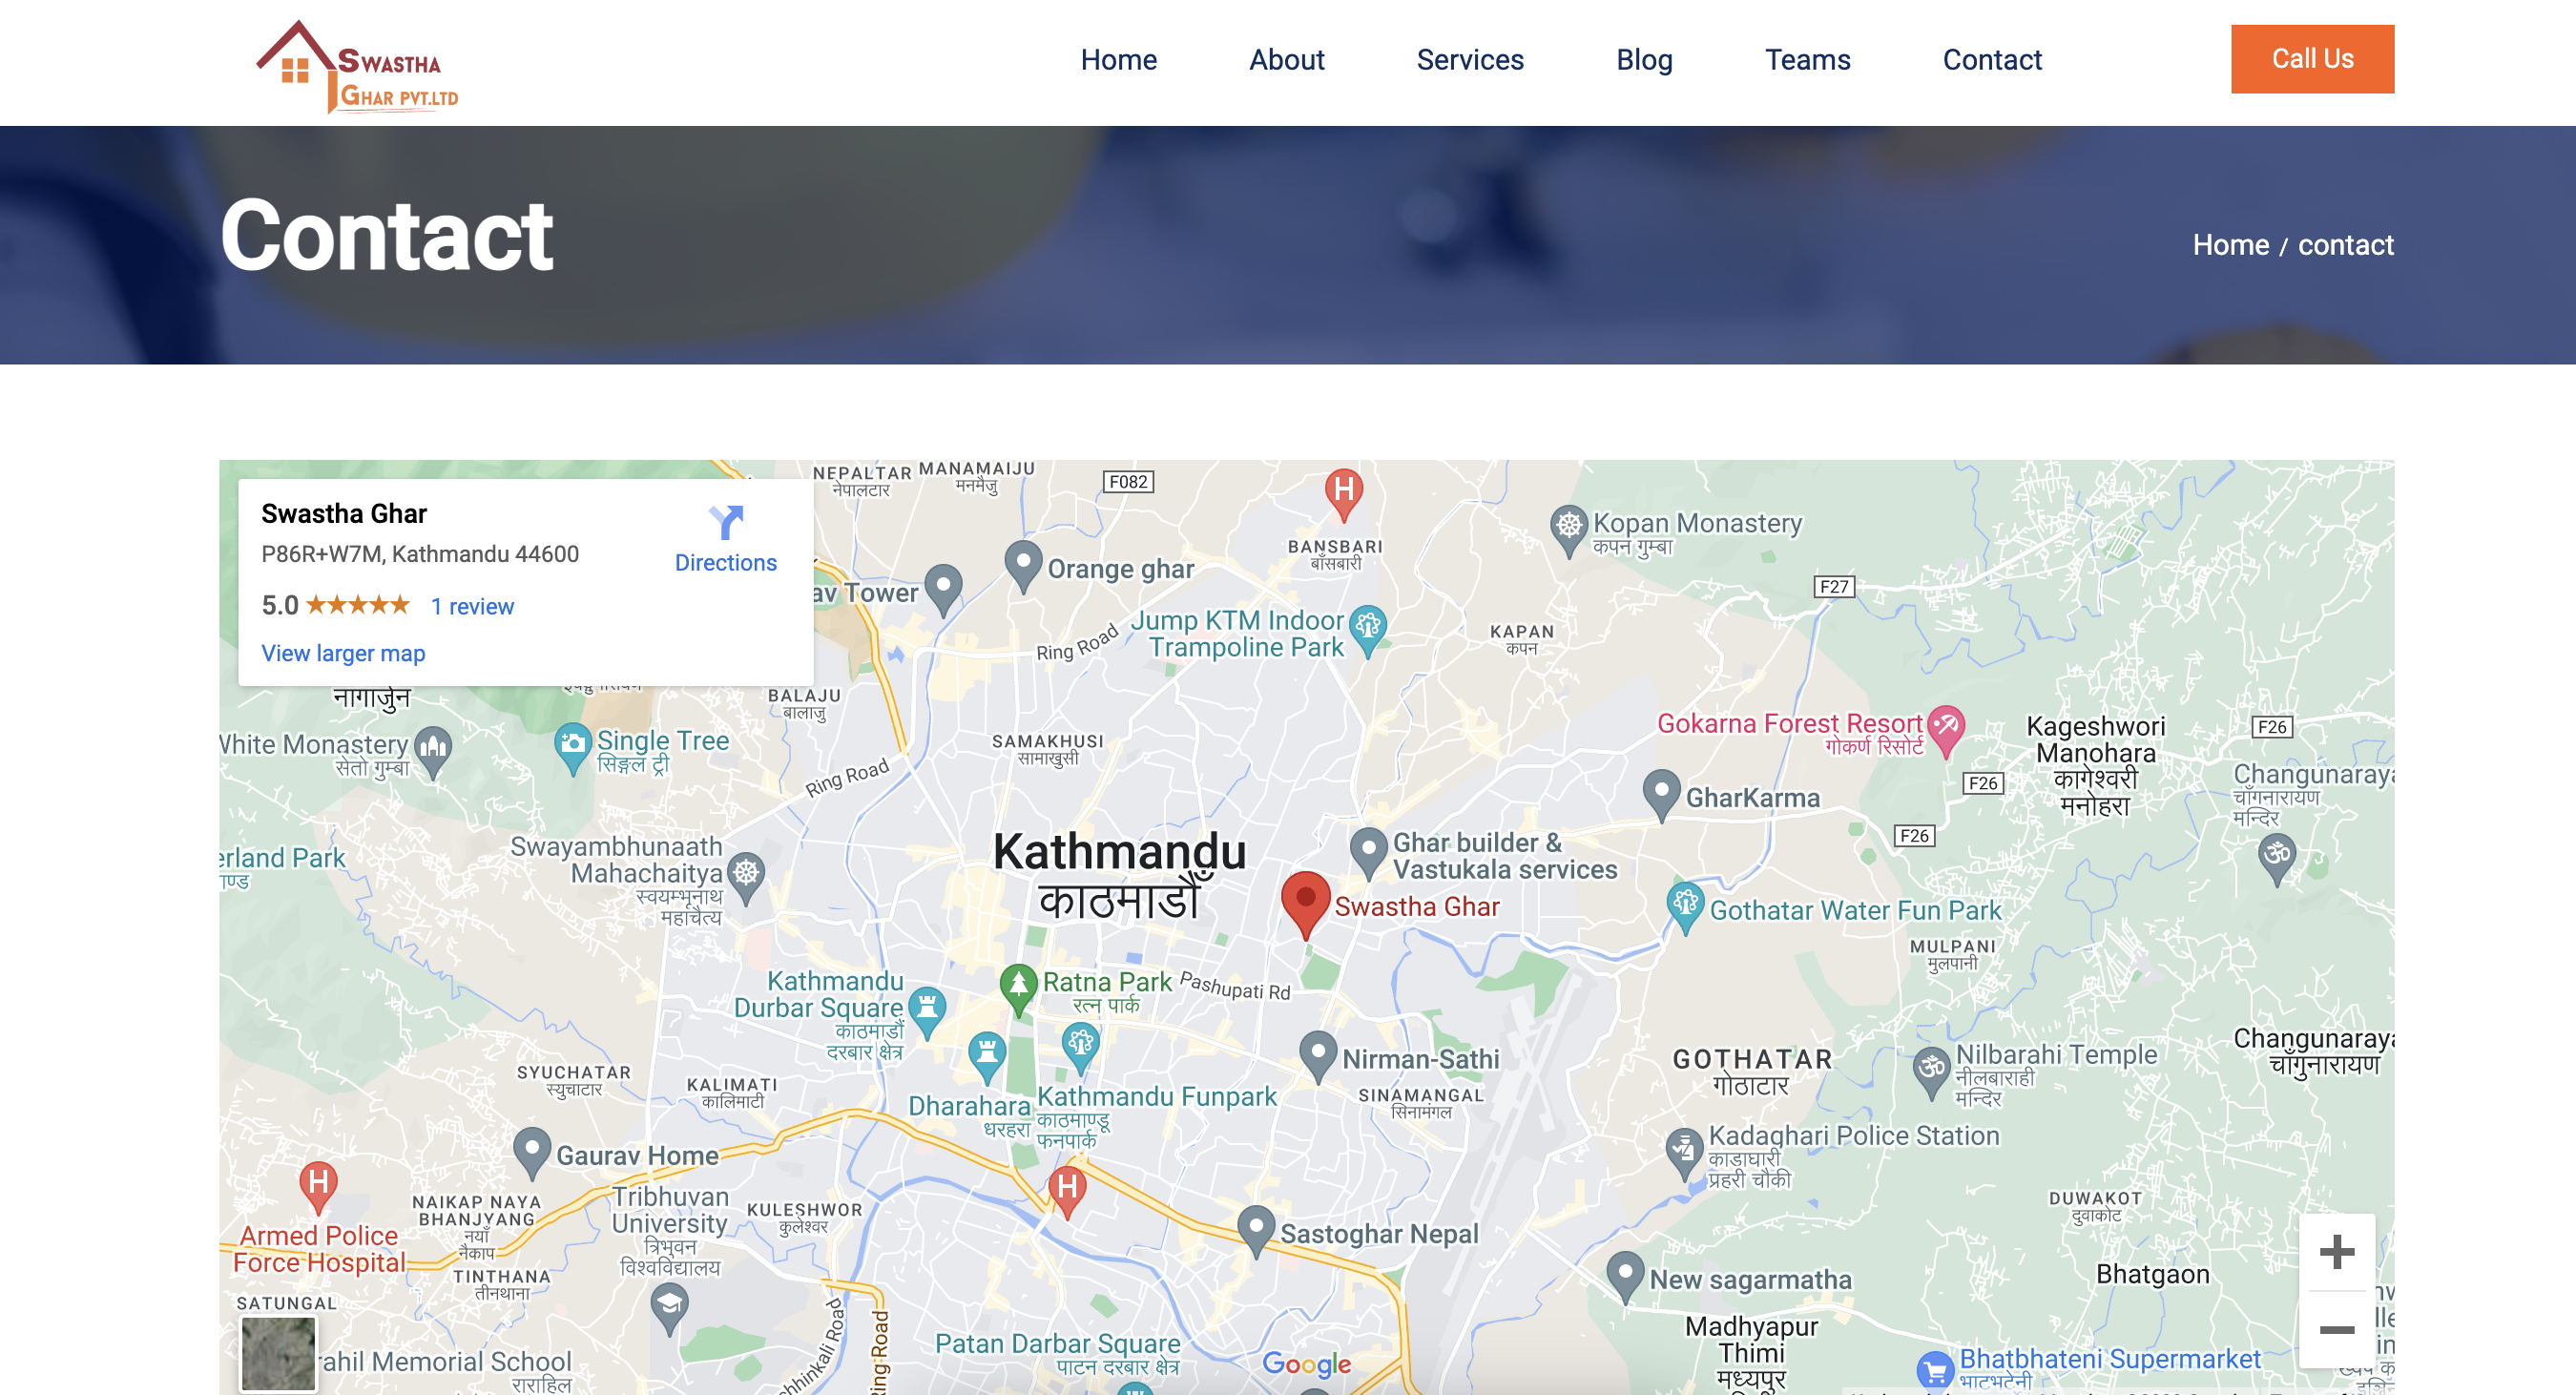 SWASTHA
GHAR PVT.LTD
Home
About
Services
Blog
Teams
Contact
Call Us
Contact
Home / contact
Swastha Ghar
P86R+W7M, Kathmandu 44600
5.0
1 review
View larger map
Directions
NEPALTAR
नेपालटार
MANAMAIJU
मनमैजु
F082
H
BANSBARI
बाँसबारी
Kopan Monastery
कपन गुम्बा
Orange ghar
av Tower
Ring Road
Jump KTM Indoor
Trampoline Park
KAPAN
कपन
F27
नागार्जुन
BALAJU
बालाजु
White Monastery
सेतो गुम्बा
Single Tree
सिङ्गल ट्री
SAMAKHUSI
सामाखुसी
Ring Road
Gokarna Forest Resort
गोकर्ण रिसोर्ट
Kageshwori
Manohara
कागेश्वरी
मनोहरा
F26
F26
Changunaraya
चाँगनारायण
मन्दिर
GharKarma
F26
erland Park
ाण्ड
Swayambhunaath
Mahachaitya
स्वयम्भूनाथ
महाचैत्य
Kathmandu
काठमाडौँ
Ghar builder &
Vastukala services
Swastha Ghar
Gothatar Water Fun Park
MULPANI
मुलपानी
Kathmandu
Durbar Square
काठमाडौं
दरबार क्षेत्र
Ratna Park
रत्न पार्क
Pashupati Rd
Nirman-Sathi
GOTHATAR
गोठाटार
Nilbarahi Temple
नीलबाराही
मन्दिर
Changunaraya
चाँगुनारायण
SYUCHATAR
स्युचाटार
KALIMATI
कालिमाटी
Dharahara
धरहरा
Kathmandu Funpark
काठमाण्डू
फनपार्क
SINAMANGAL
सिनामंगल
Kadaghari Police Station
काडाघारी
प्रहरी चौकी
Gaurav Home
H
H
Armed Police
Force Hospital
NAIKAP NAYA
BHANJYANG
नयाँ
नैकाप
Tribhuvan
University
त्रिभुवन
विश्वविद्यालय
KULESHWOR
कुलेश्वर
Sastoghar Nepal
DUWAKOT
दुवाकोट
TINTHANA
तीनथाना
SATUNGAL
New sagarmatha
Bhatgaon
Ring Road
Patan Darbar Square
पाटन दरबार क्षेत्र
Google
Madhyapur
Thimi
मध्यपुर
rahil Memorial School
राराहिल
Bhatbhateni Supermarket
भाटभटेनी